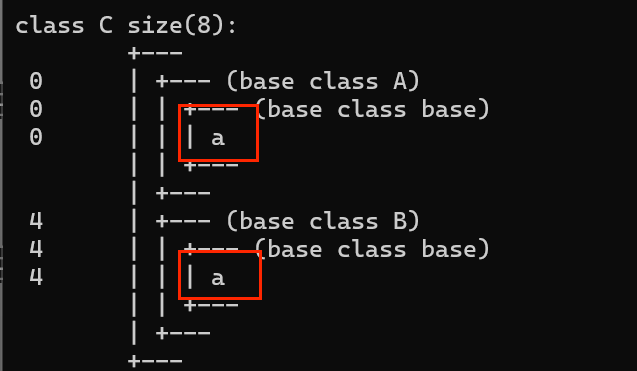 class C size(8):
+---
0 | +--- (base class A)
0 | | +--- (base class base)
0 | | | a
| | +---
| +---
4 | +--- (base class B)
4 | | +--- (base class base)
4 | | | a
| | +---
| +---
+---